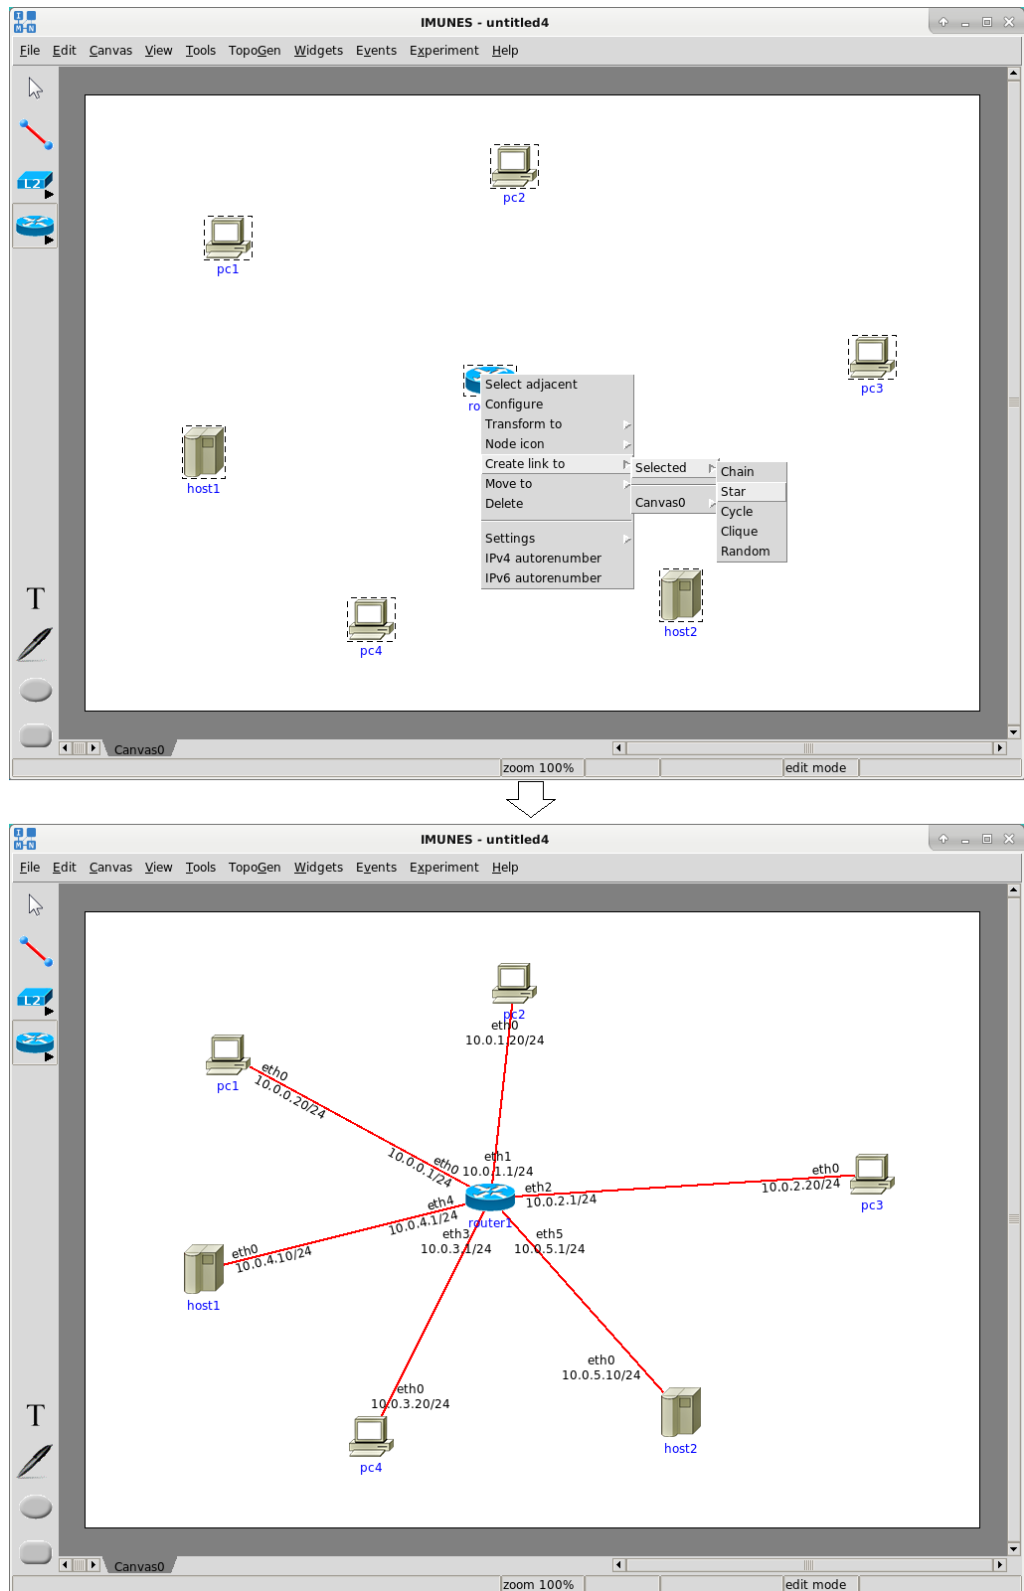 IMUNES - untitled4
File Edit Canvas View Tools TopoGen Widgets Events Experiment Help
L2
pc2
pc1
pc3
ro
Select adjacent
Configure
Transform to
Node icon
Create link to
Move to
Delete
Settings
IPv4 autorenumber
IPv6 autorenumber
Selected
Canvas0
Chain
Star
Cycle
Clique
Random
host1
host2
pc4
T
Canvas0
zoom 100% edit mode
IMUNES - untitled4
File Edit Canvas View Tools TopoGen Widgets Events Experiment Help
L2
pc2
eth0
10.0.1.20/24
pc1
eth0
10.0.0.20/24
eth0
10.0.0.1/24
eth1
10.0.1.1/24
eth2
10.0.2.1/24
eth0
10.0.2.20/24
pc3
eth4
10.0.4.1/24
router1
eth3
10.0.3.1/24
eth5
10.0.5.1/24
eth0
10.0.4.10/24
host1
eth0
10.0.5.10/24
eth0
10.0.3.20/24
host2
pc4
T
Canvas0
zoom 100% edit mode